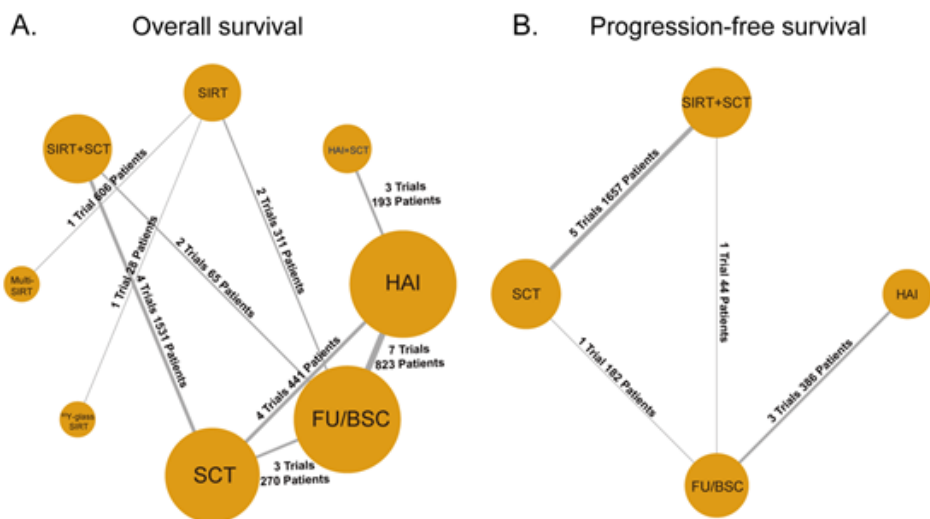 A.
Overall survival
SIRT
SIRT+SCT
HAI+SCT
1 Trial 606 Patients
3 Trials
193 Patients
2 Trials 311 Patients
HAI
Multi-
SIRT
1 Trial 28 Patients
2 Trials 65 Patients
4 Trials 1531 Patients
7 Trials
823 Patients
4 Trials 441 Patients
⁹⁰Y-glass
SIRT
FU/BSC
SCT
3 Trials
270 Patients
B.
Progression-free survival
SIRT+SCT
5 Trials 1657 Patients
SCT
1 Trial 44 Patients
HAI
1 Trial 182 Patients
3 Trials 386 Patients
FU/BSC